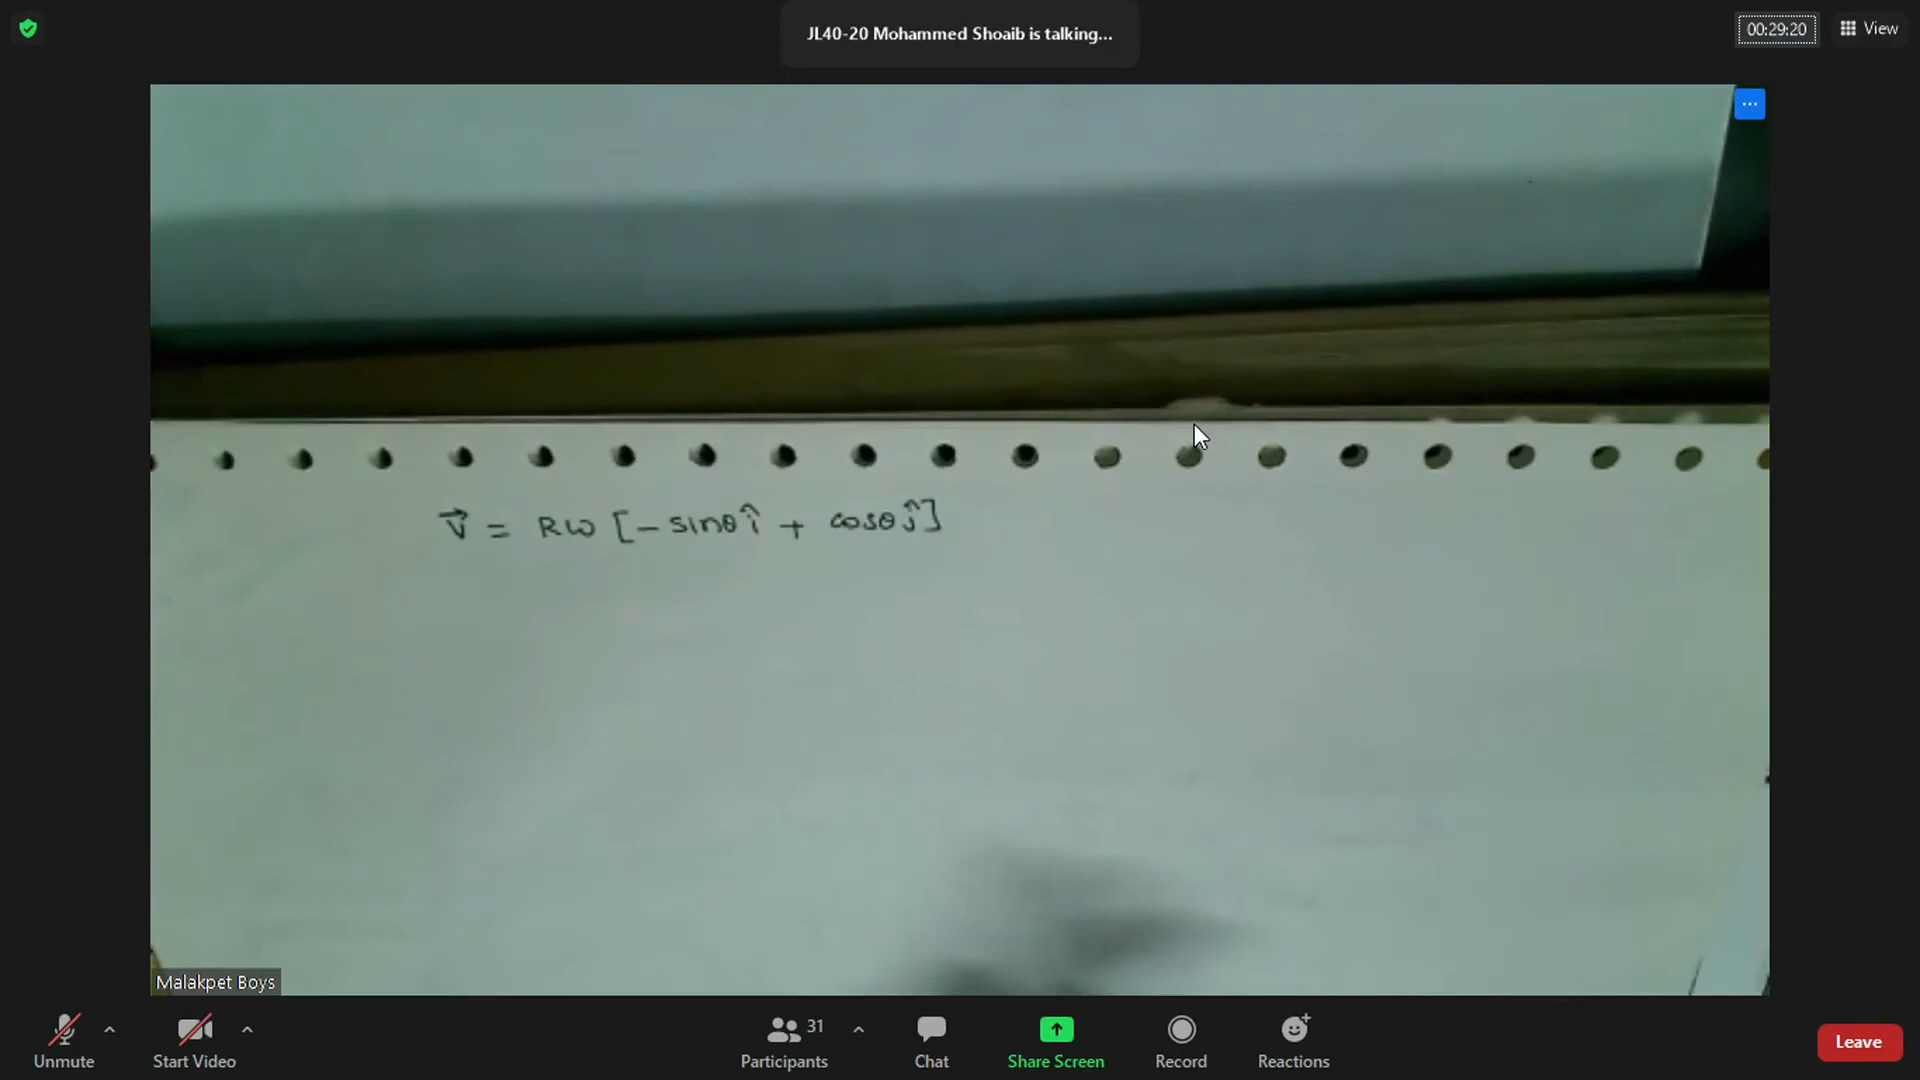 JL40-20 Mohammed Shoaib is talking...
00:29:20
View
V⃗ = Rω [-sinθ î + cosθ ĵ]
Malakpet Boys
Unmute
Start Video
31
Participants
Chat
Share Screen
Record
Reactions
Leave